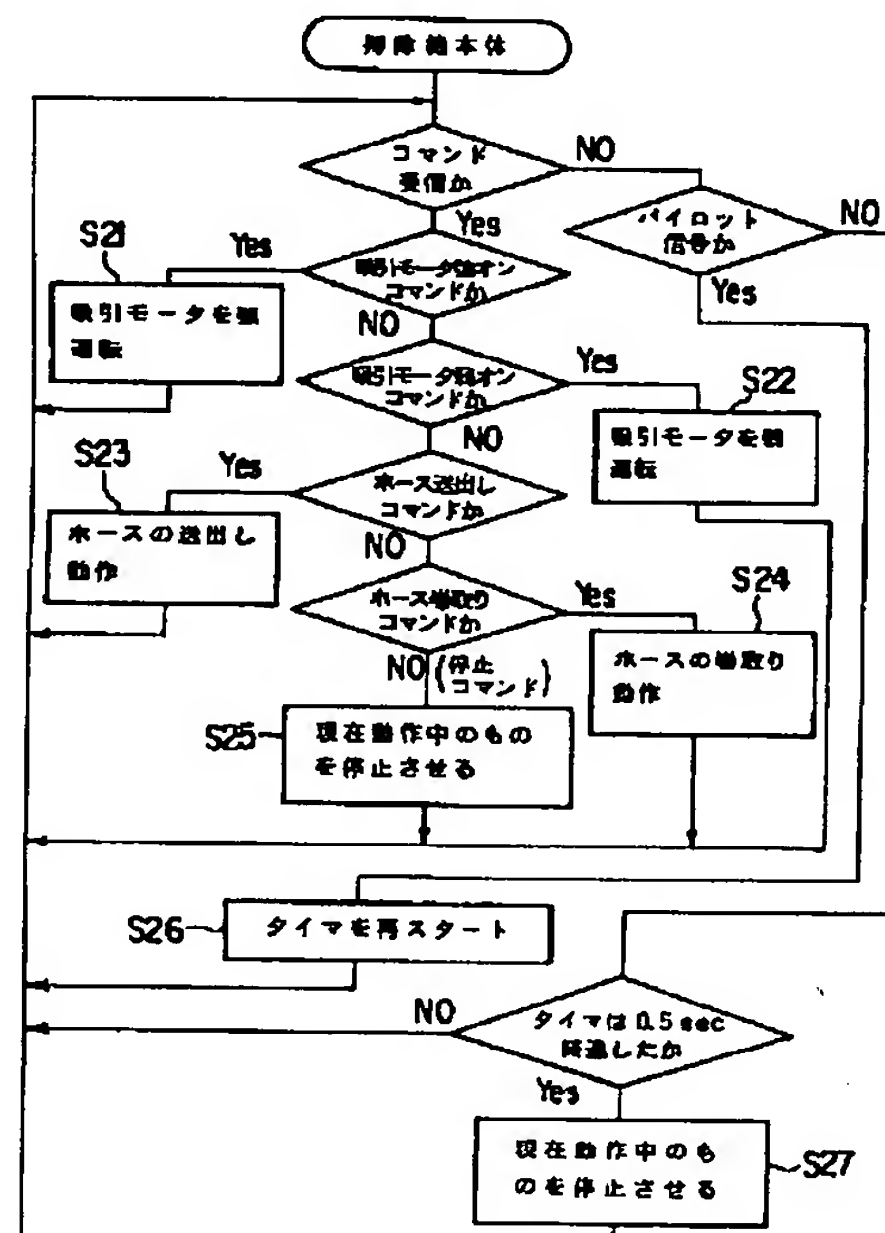 掃除機本体
コマンド
受信か
NO
Yes
パイロット
信号か
NO
Yes
吸引モータ強オン
コマンドか
Yes
NO
S21
吸引モータを強
運転
吸引モータ弱オン
コマンドか
Yes
NO
S22
吸引モータを弱
運転
ホース送出し
コマンドか
Yes
NO
S23
ホースの送出し
動作
ホース巻取り
コマンドか
Yes
NO (停止
コマンド)
S24
ホースの巻取り
動作
S25
現在動作中のもの
を停止させる
S26
タイマを再スタート
タイマは0.5sec
経過したか
NO
Yes
現在動作中のも
のを停止させる
S27